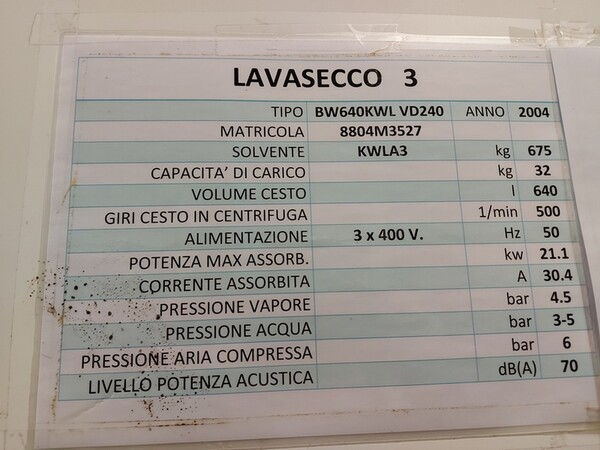 LAVASECCO 3
TIPO BW640KWL VD240 ANNO 2004
MATRICOLA 8804M3527
SOLVENTE KWLA3 kg 675
CAPACITA' DI CARICO kg 32
VOLUME CESTO l 640
GIRI CESTO IN CENTRIFUGA 1/min 500
ALIMENTAZIONE 3 x 400 V. Hz 50
POTENZA MAX ASSORB. kw 21.1
CORRENTE ASSORBITA A 30.4
PRESSIONE VAPORE bar 4.5
PRESSIONE ACQUA bar 3-5
PRESSIONE ARIA COMPRESSA bar 6
LIVELLO POTENZA ACUSTICA dB(A) 70